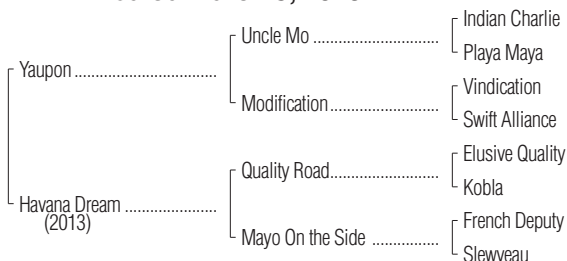 Indian Charlie
Uncle Mo ..............................
Playa Maya
Yaupon ..................................
Vindication
Modification..........................
Swift Alliance
Elusive Quality
Quality Road..........................
Kobla
Havana Dream ......................
(2013)
French Deputy
Mayo On the Side ................
Slewveau